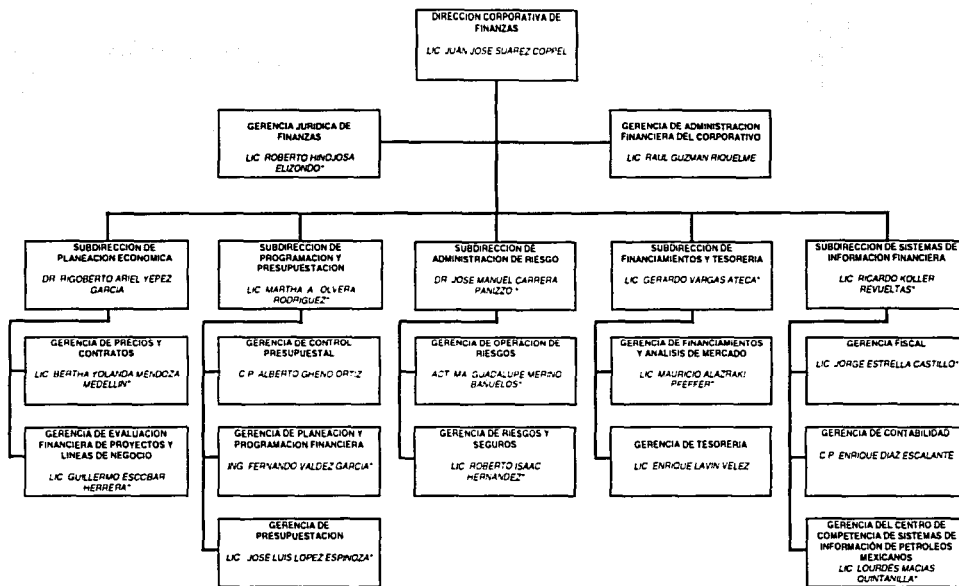 DIRECCION CORPORATIVA DE
FINANZAS
LIC JUAN JOSE SUAREZ COPPEL
GERENCIA JURIDICA DE
FINANZAS
LIC ROBERTO HINOJOSA
ELIZONDO*
GERENCIA DE ADMINISTRACION
FINANCIERA DEL CORPORATIVO
LIC RAUL GUZMAN RIQUELME
SUBDIRECCION DE
PLANEACION ECONOMICA
DR RIGOBERTO ARIEL YEPEZ
GARCIA
SUBDIRECCION DE
PROGRAMACION Y
PRESUPUESTACION
LIC MARTHA A OLVERA
RODRIGUEZ*
SUBDIRECCION DE
ADMINISTRACION DE RIESGO
DR JOSE MANUEL CARRERA
PANIZZO *
SUBDIRECCION DE
FINANCIAMIENTOS Y
TESORERIA
LIC GERARDO VARGAS ATECA*
SUBDIRECCION DE SISTEMAS DE
INFORMACION FINANCIERA
LIC RICARDO KOLLER
REVUELTAS*
GERENCIA DE PRECIOS Y
CONTRATOS
LIC BERTHA YOLANDA MENDOZA
MEDELLIN*
GERENCIA DE CONTROL
PRESUPUESTAL
C.P ALBERTO GHENO ORTIZ
GERENCIA DE OPERACION DE
RIESGOS
ACT. MA GUADALUPE MERINO
BAÑUELOS*
GERENCIA DE FINANCIAMIENTOS
Y ANALISIS DE MERCADO
LIC MAURICIO ALAZRAKI
PFEFFER*
GERENCIA FISCAL
LIC JORGE ESTRELLA CASTILLO*
GERENCIA DE EVALUACION
FINANCIERA DE PROYECTOS Y
LINEAS DE NEGOCIO
LIC GUILLERMO ESCOBAR
HERRERA*
GERENCIA DE PLANEACION Y
PROGRAMACION FINANCIERA
ING FERNANDO VALDEZ GARCIA*
GERENCIA DE RIESGOS Y
SEGUROS
LIC ROBERTO ISAAC
HERNANDEZ*
GERENCIA DE TESORERIA
LIC ENRIQUE LAVIN VELEZ
GERENCIA DE CONTABILIDAD
C.P ENRIQUE DIAZ ESCALANTE
GERENCIA DE
PRESUPUESTACION
LIC JOSE LUIS LOPEZ ESPINOZA*
GERENCIA DEL CENTRO DE
COMPETENCIA DE SISTEMAS DE
INFORMACIÓN DE PETROLEOS
MEXICANOS
LIC LOURDES MACIAS
QUINTANILLA*